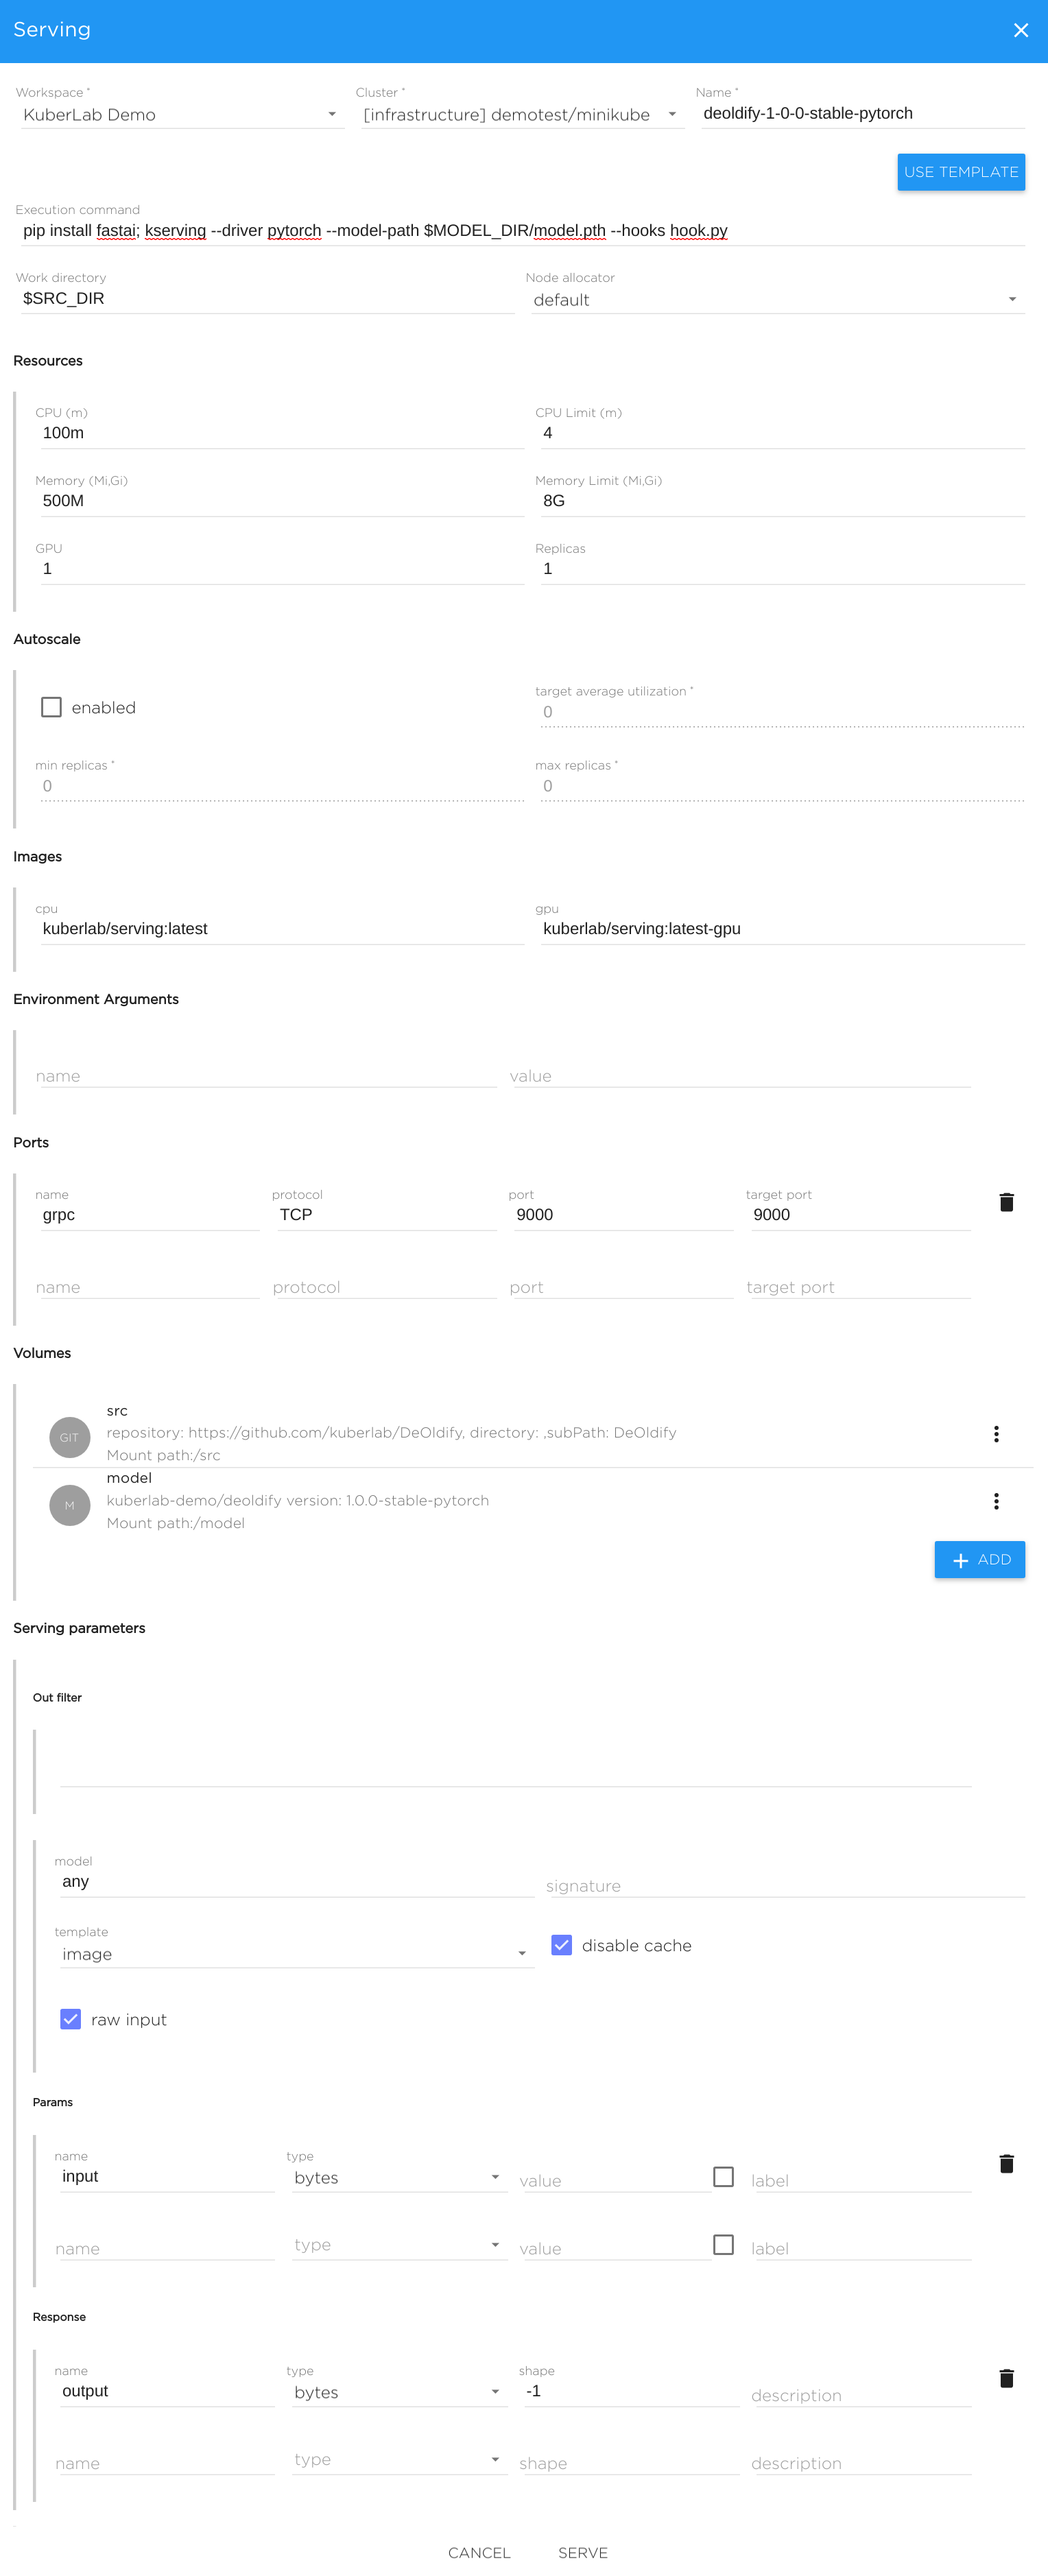 Serving
Workspace * Cluster * Name *
KuberLab Demo [infrastructure] demotest/minikube deoldify-1-0-0-stable-pytorch
USE TEMPLATE
Execution command
pip install fastai; kserving --driver pytorch --model-path $MODEL_DIR/model.pth --hooks hook.py
Work directory Node allocator
$SRC_DIR default
Resources
CPU (m) CPU Limit (m)
100m 4
Memory (Mi,Gi) Memory Limit (Mi,Gi)
500M 8G
GPU Replicas
1 1
Autoscale
enabled target average utilization *
0
min replicas * max replicas *
0 0
Images
cpu gpu
kuberlab/serving:latest kuberlab/serving:latest-gpu
Environment Arguments
name value
Ports
name protocol port target port
grpc TCP 9000 9000
name protocol port target port
Volumes
src
GIT repository: https://github.com/kuberlab/DeOldify, directory: ,subPath: DeOldify
Mount path:/src
model
M kuberlab-demo/deoldify version: 1.0.0-stable-pytorch
Mount path:/model
+ ADD
Serving parameters
Out filter
model
any signature
template
image disable cache
raw input
Params
name type
input bytes value label
name type value label
Response
name type shape
output bytes -1 description
name type shape description
CANCEL SERVE